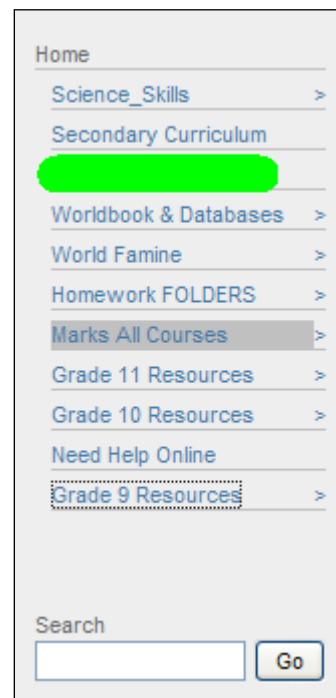 Home
Science_Skills >
Secondary Curriculum
Worldbook & Databases >
World Famine >
Homework FOLDERS >
Marks All Courses >
Grade 11 Resources >
Grade 10 Resources >
Need Help Online
Grade 9 Resources >
Search
Go